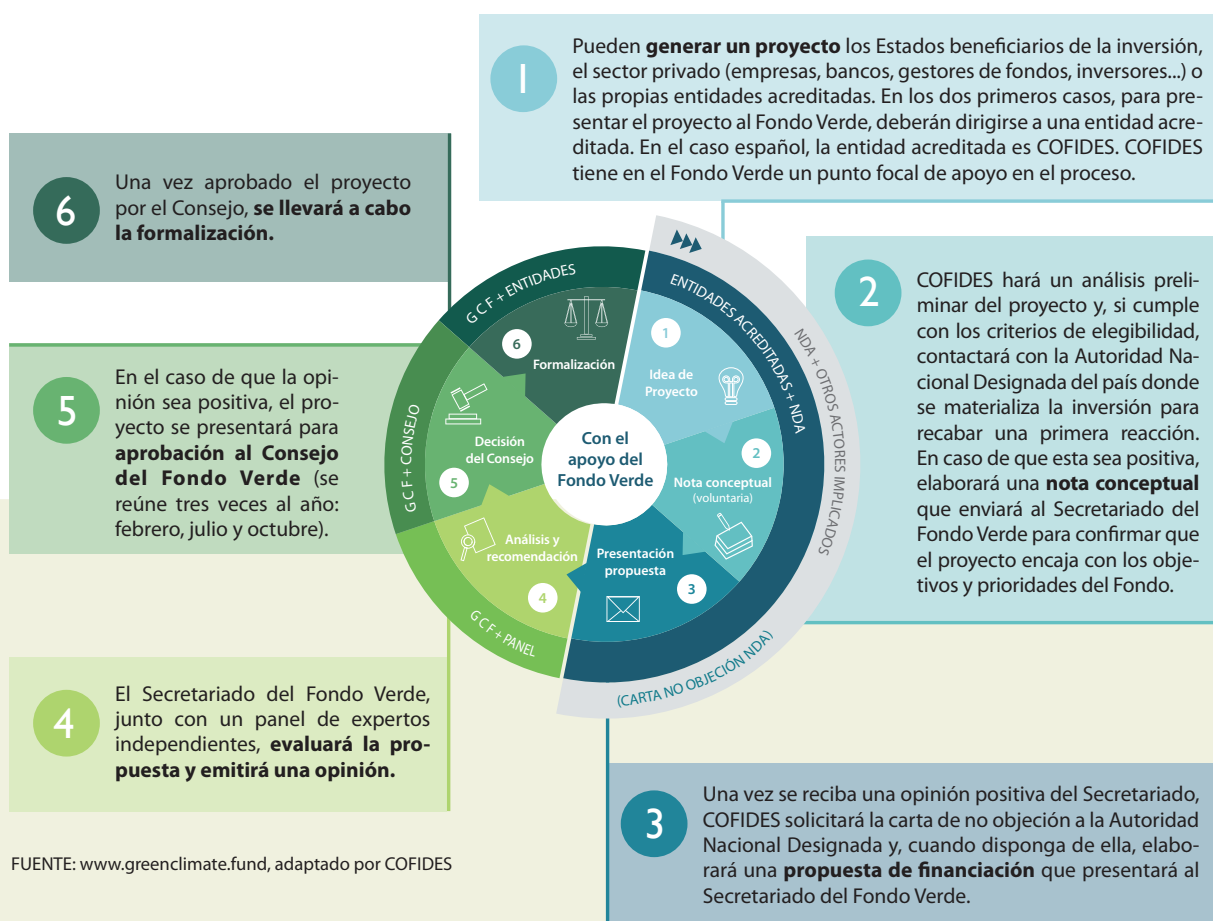 1
Pueden generar un proyecto los Estados beneficiarios de la inversión,
el sector privado (empresas, bancos, gestores de fondos, inversores...) o
las propias entidades acreditadas. En los dos primeros casos, para pre-
sentar el proyecto al Fondo Verde, deberán dirigirse a una entidad acre-
ditada. En el caso español, la entidad acreditada es COFIDES. COFIDES
tiene en el Fondo Verde un punto focal de apoyo en el proceso.
2
COFIDES hará un análisis preli-
minar del proyecto y, si cumple
con los criterios de elegibilidad,
contactará con la Autoridad Na-
cional Designada del país donde
se materializa la inversión para
recabar una primera reacción.
En caso de que esta sea positiva,
elaborará una nota conceptual
que enviará al Secretariado del
Fondo Verde para confirmar que
el proyecto encaja con los obje-
tivos y prioridades del Fondo.
3
Una vez se reciba una opinión positiva del Secretariado,
COFIDES solicitará la carta de no objeción a la Autoridad
Nacional Designada y, cuando disponga de ella, elabo-
rará una propuesta de financiación que presentará al
Secretariado del Fondo Verde.
4
El Secretariado del Fondo Verde,
junto con un panel de expertos
independientes, evaluará la pro-
puesta y emitirá una opinión.
5
En el caso de que la opi-
nión sea positiva, el pro-
yecto se presentará para
aprobación al Consejo
del Fondo Verde (se
reúne tres veces al año:
febrero, julio y octubre).
6
Una vez aprobado el proyecto
por el Consejo, se llevará a cabo
la formalización.
Con el
apoyo del
Fondo Verde
1
Idea de
Proyecto
2
Nota conceptual
(voluntaria)
Presentación
propuesta
3
Análisis y
recomendación
4
Decisión
del Consejo
5
6
Formalización
ENTIDADES ACREDITADAS + NDA
NDA + OTROS ACTORES IMPLICADOS
(CARTA NO OBJECIÓN NDA)
G C F + PANEL
G C F + CONSEJO
G C F + ENTIDADES
FUENTE: www.greenclimate.fund, adaptado por COFIDES